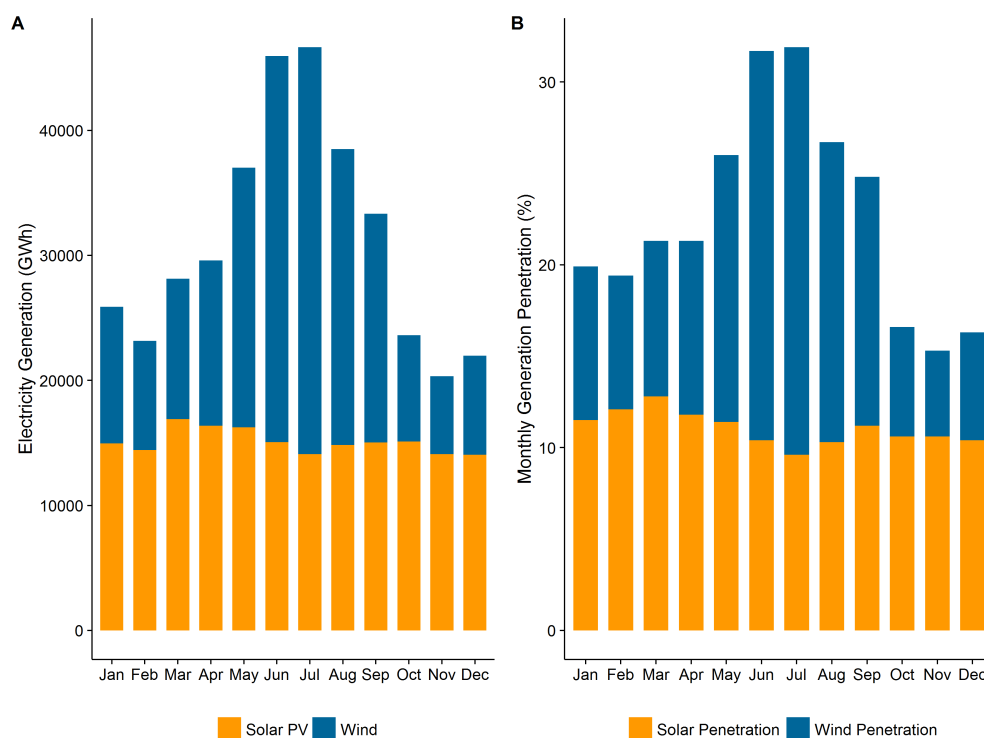 A
Electricity Generation (GWh)
40000
30000
20000
10000
0
Jan Feb Mar Apr May Jun Jul Aug Sep Oct Nov Dec
Solar PV Wind
B
Monthly Generation Penetration (%)
30
20
10
0
Jan Feb Mar Apr May Jun Jul Aug Sep Oct Nov Dec
Solar Penetration Wind Penetration